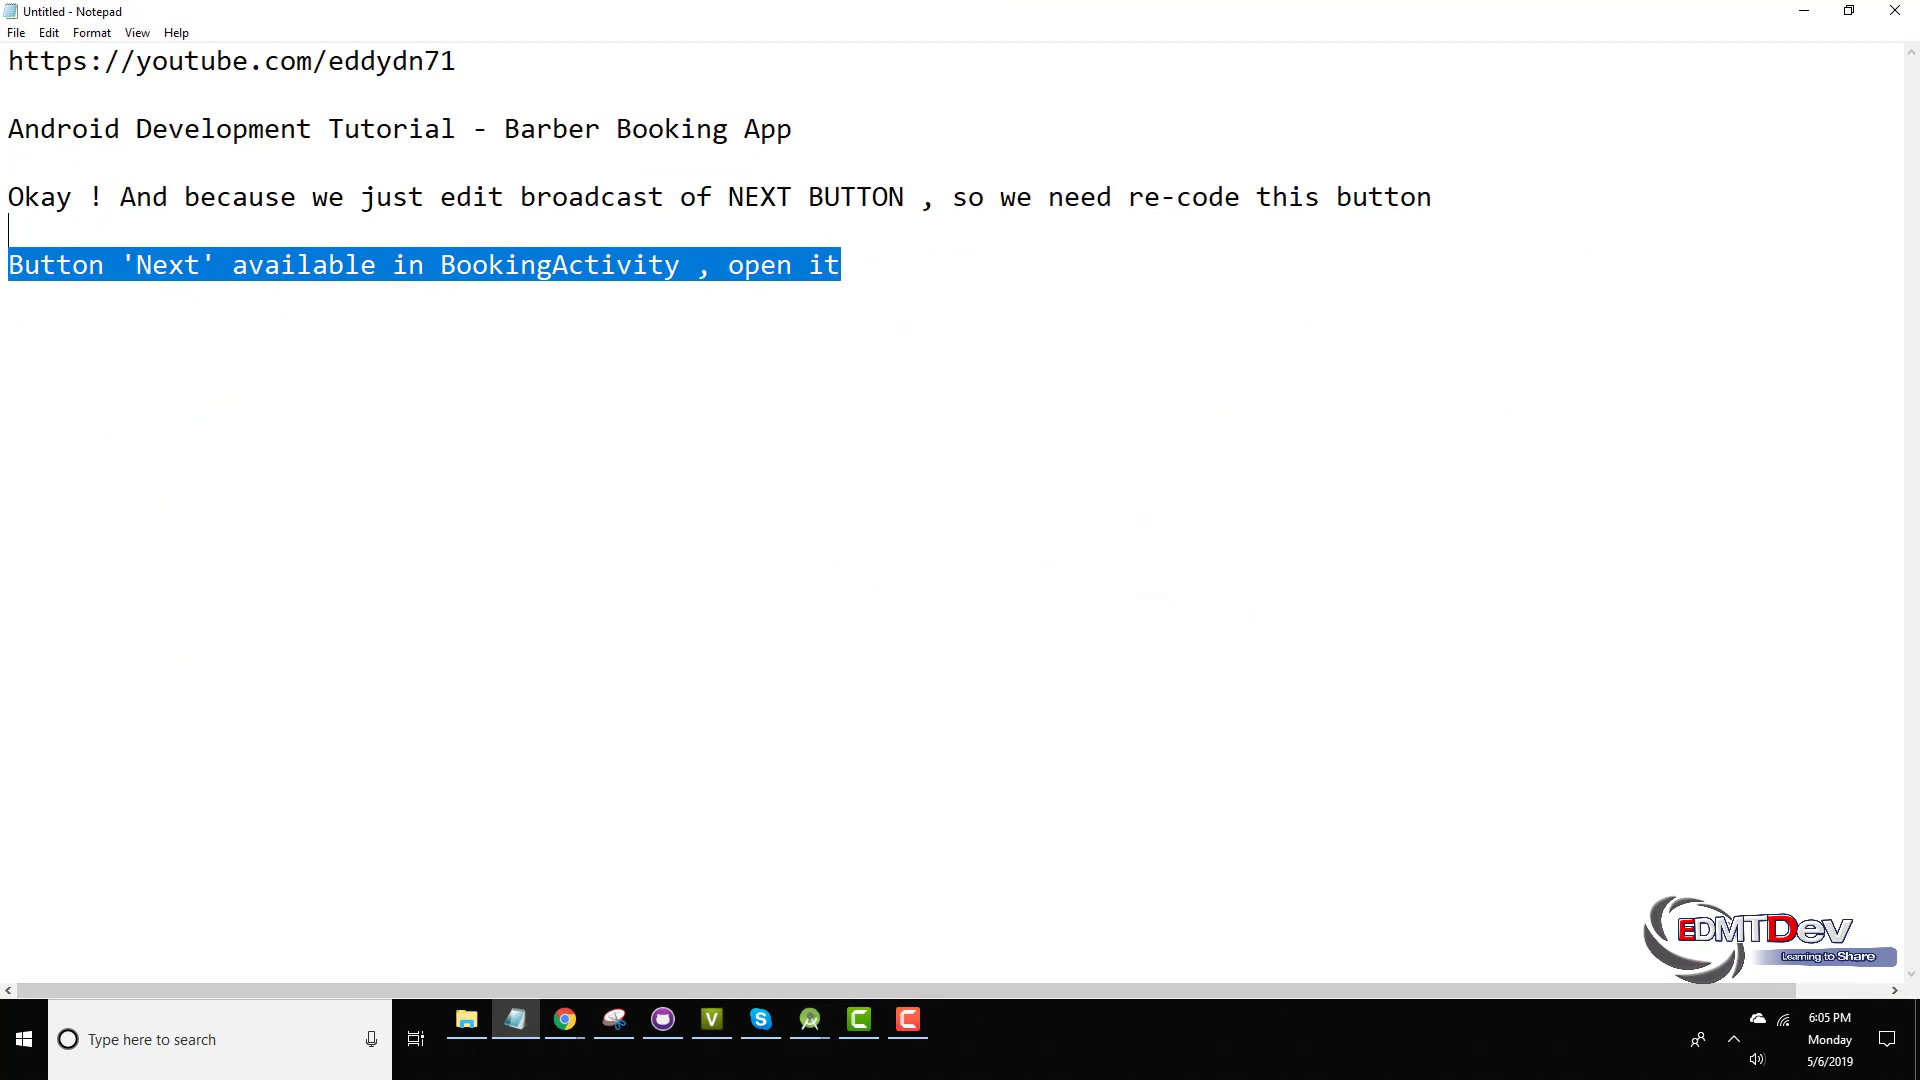 Untitled - Notepad
File Edit Format View Help
https://youtube.com/eddydn71
Android Development Tutorial - Barber Booking App
Okay ! And because we just edit broadcast of NEXT BUTTON , so we need re-code this button
Button 'Next' available in BookingActivity , open it
EDMTDev
Learning to Share
Type here to search
6:05 PM
Monday
5/6/2019